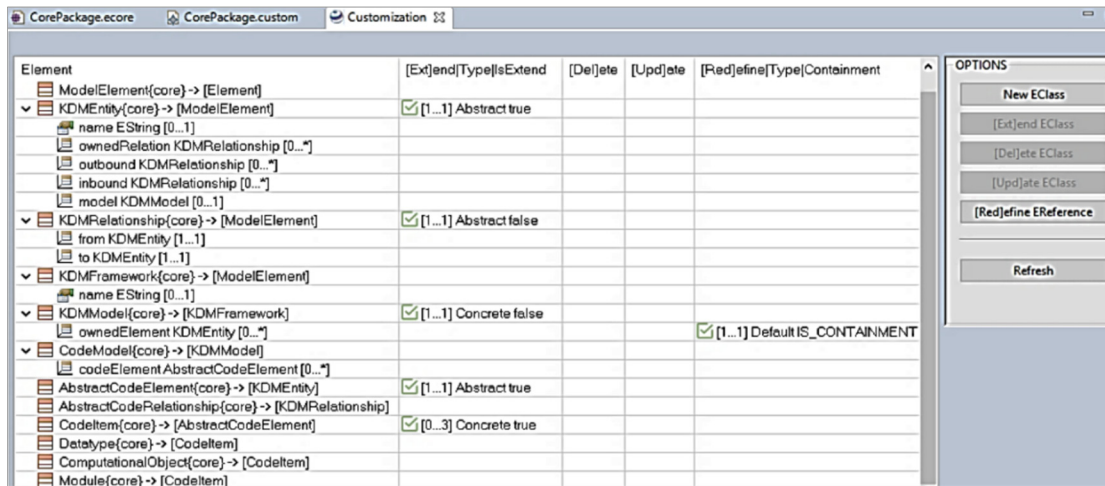 CorePackage.ecore CorePackage.custom Customization
Element [Ext]end|Type|IsExtend [Del]ete [Upd]ate [Red]efine|Type|Containment OPTIONS
ModelElement{core} -> [Element] New EClass
KDMEntity{core} -> [ModelElement] [1...1] Abstract true
name EString [0...1] [Ext]end EClass
ownedRelation KDMRelationship [0...*] [Del]ete EClass
outbound KDMRelationship [0...*]
inbound KDMRelationship [0...*] [Upd]ate EClass
model KDMModel [0...1]
KDMRelationship{core} -> [ModelElement] [1...1] Abstract false [Red]efine EReference
from KDMEntity [1...1]
to KDMEntity [1...1]
KDMFramework{core} -> [ModelElement] Refresh
name EString [0...1]
KDMModel{core} -> [KDMFramework] [1...1] Concrete false
ownedElement KDMEntity [0...*] [1...1] Default IS_CONTAINMENT
CodeModel{core} -> [KDMModel]
codeElement AbstractCodeElement [0...*]
AbstractCodeElement{core} -> [KDMEntity] [1...1] Abstract true
AbstractCodeRelationship{core} -> [KDMRelationship]
CodeItem{core} -> [AbstractCodeElement] [0...3] Concrete true
Datatype{core} -> [CodeItem]
ComputationalObject{core} -> [CodeItem]
Module{core} -> [CodeItem]